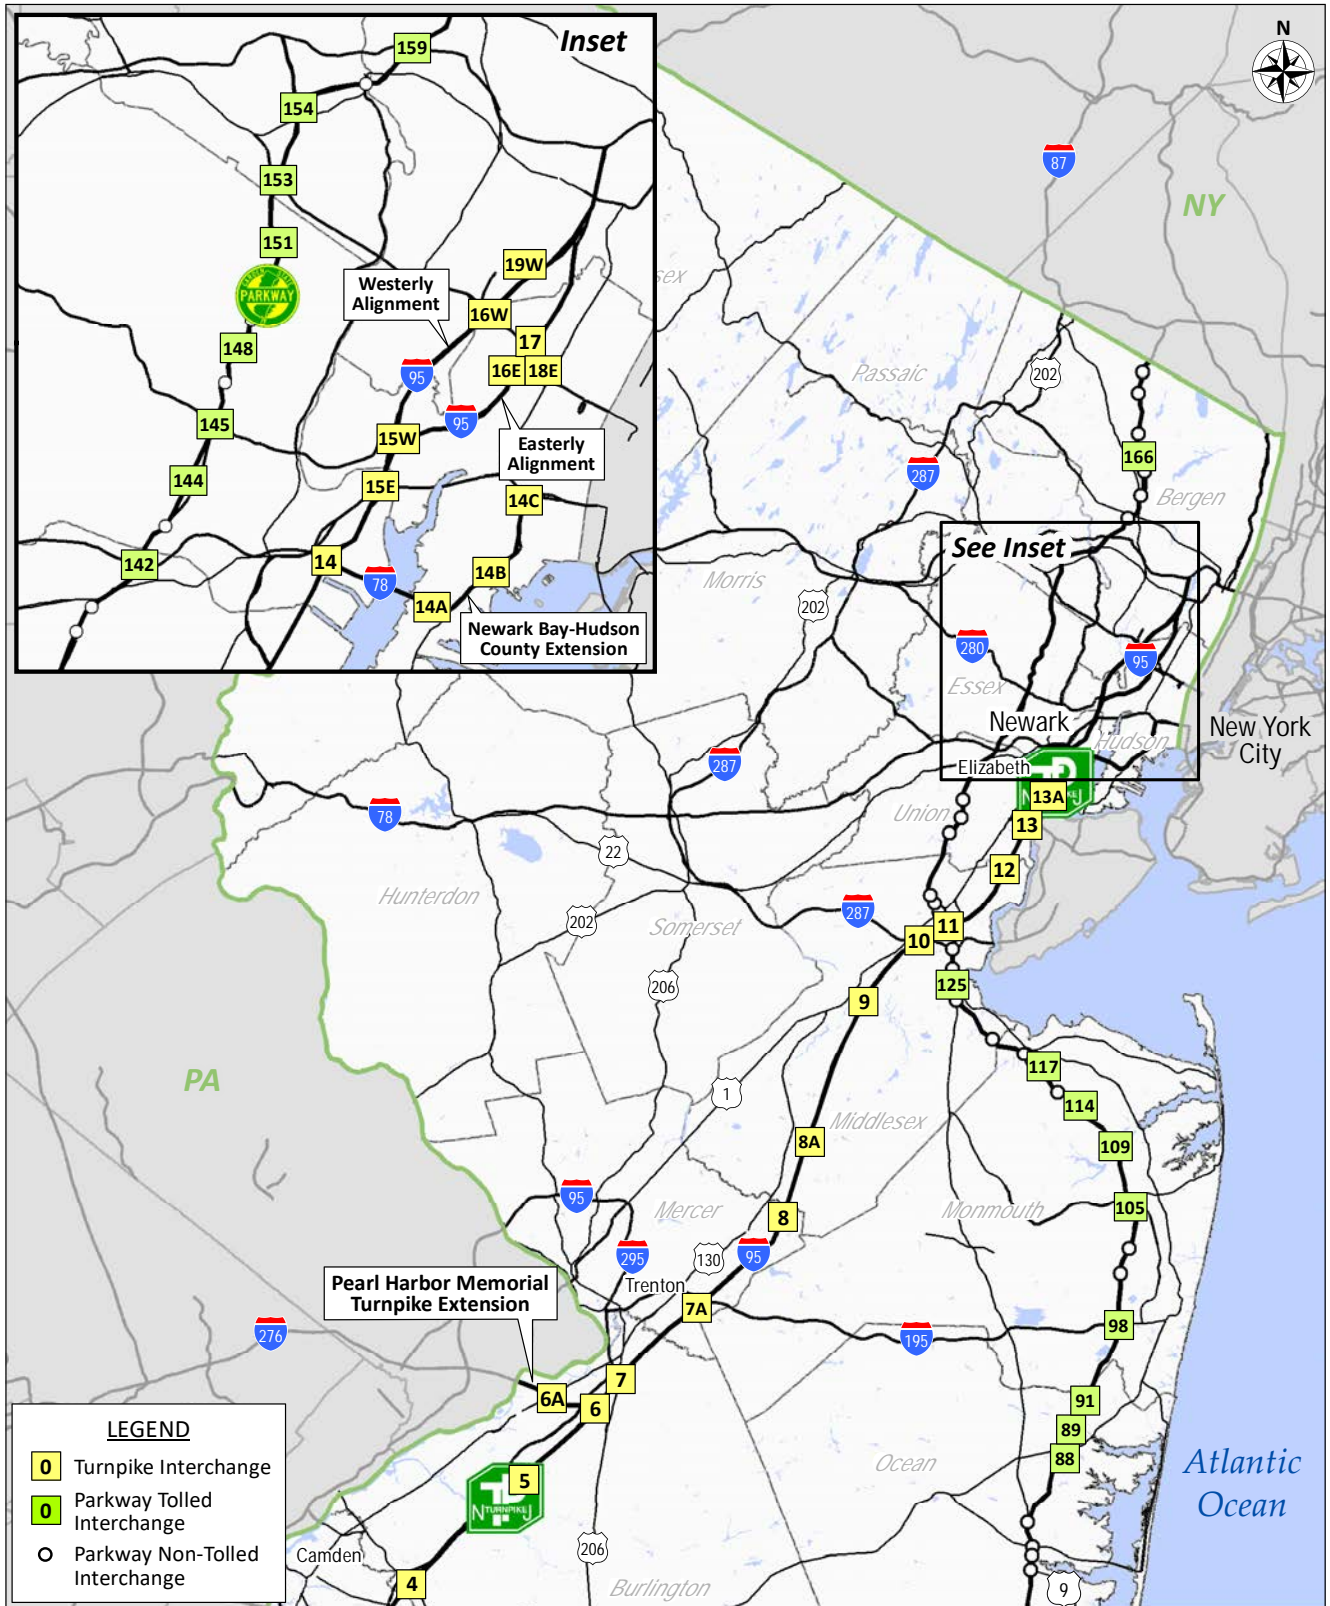 Inset
159
154
153
151
GARDEN STATE
PARKWAY
148
145
144
142
Westerly
Alignment
19W
16W
17
16E
18E
95
95
15W
Easterly
Alignment
15E
14C
14
78
14B
14A
Newark Bay-Hudson
County Extension
N
87
NY
sex
Passaic
202
287
166
Bergen
See Inset
Morris
202
280
Essex
95
Newark
Hudson
New York
City
Elizabeth
287
13A
N
J
78
Union
13
22
12
Hunterdon
287
202
Somerset
11
10
206
125
9
PA
117
1
114
Middlesex
8A
109
95
Mercer
8
Monmouth
105
295
130
95
Pearl Harbor Memorial
Turnpike Extension
Trenton
7A
276
195
98
7
6A
6
91
89
88
Ocean
Atlantic
Ocean
5
N TURNPIKE J
206
Camden
4
Burlington
9
LEGEND
0 Turnpike Interchange
0 Parkway Tolled
Interchange
Parkway Non-Tolled
Interchange